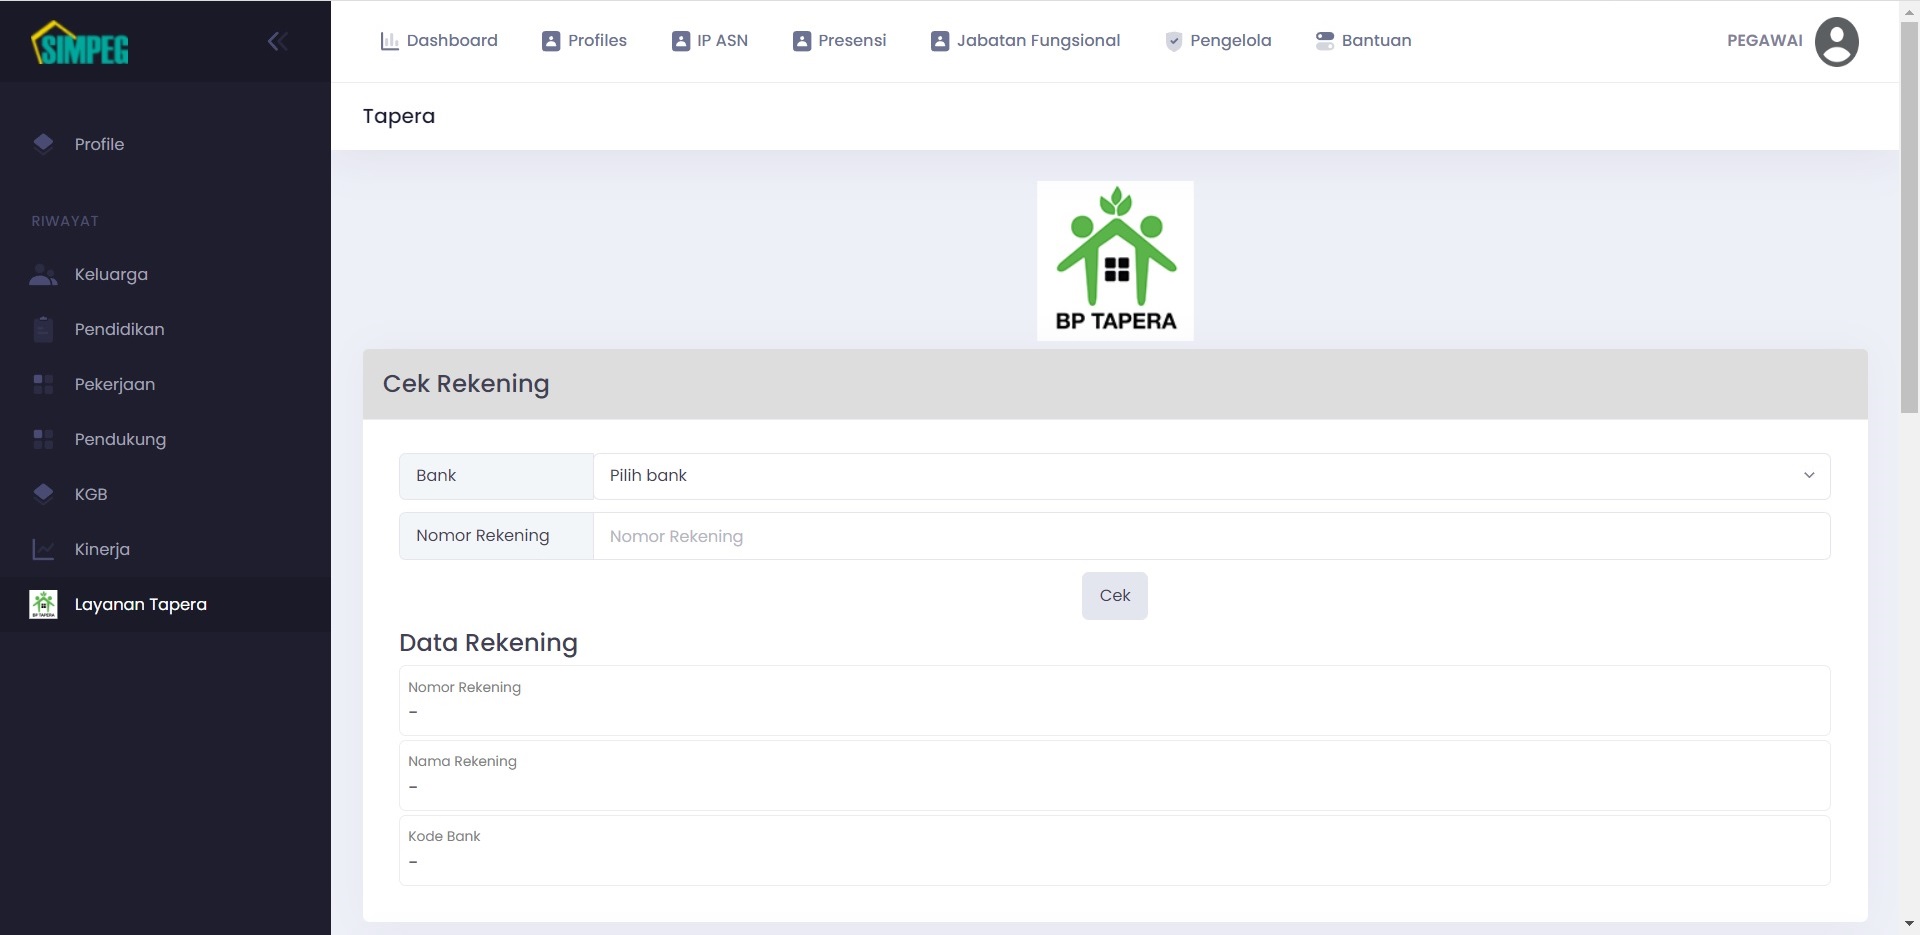 SIMPEG
Dashboard
Profiles
IP ASN
Presensi
Jabatan Fungsional
Pengelola
Bantuan
PEGAWAI
Profile
RIWAYAT
Keluarga
Pendidikan
Pekerjaan
Pendukung
KGB
Kinerja
Layanan Tapera
Tapera
BP TAPERA
Cek Rekening
Bank
Pilih bank
Nomor Rekening
Nomor Rekening
Cek
Data Rekening
Nomor Rekening
-
Nama Rekening
-
Kode Bank
-